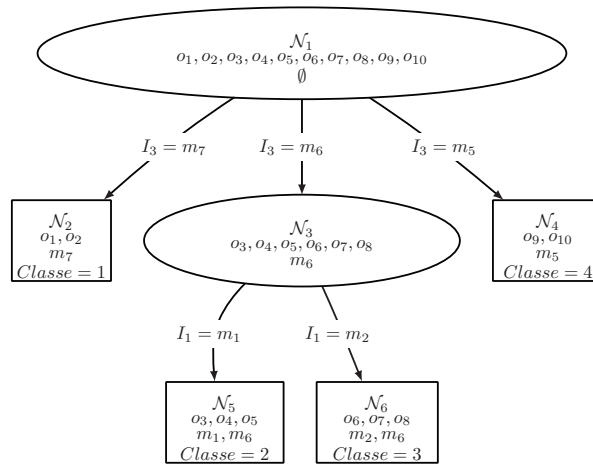 𝒩₁
o₁, o₂, o₃, o₄, o₅, o₆, o₇, o₈, o₉, o₁₀
∅
I₃ = m₇
I₃ = m₆
I₃ = m₅
𝒩₂
o₁, o₂
m₇
Classe = 1
𝒩₃
o₃, o₄, o₅, o₆, o₇, o₈
m₆
𝒩₄
o₉, o₁₀
m₅
Classe = 4
I₁ = m₁
I₁ = m₂
𝒩₅
o₃, o₄, o₅
m₁, m₆
Classe = 2
𝒩₆
o₆, o₇, o₈
m₂, m₆
Classe = 3